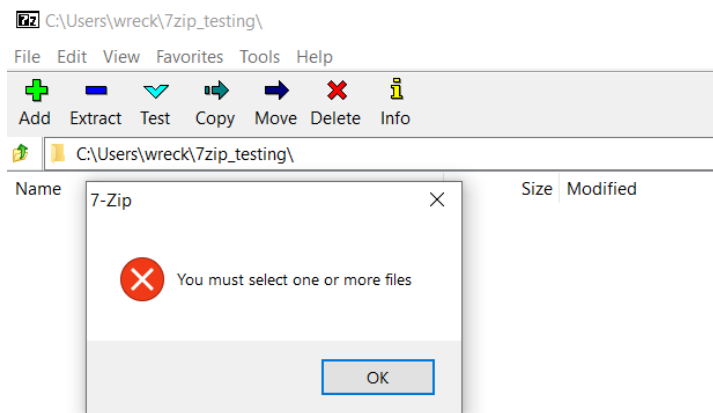 7z C:\Users\wreck\7zip_testing\
File Edit View Favorites Tools Help
Add Extract Test Copy Move Delete Info
C:\Users\wreck\7zip_testing\
Name Size Modified
7-Zip
You must select one or more files
OK